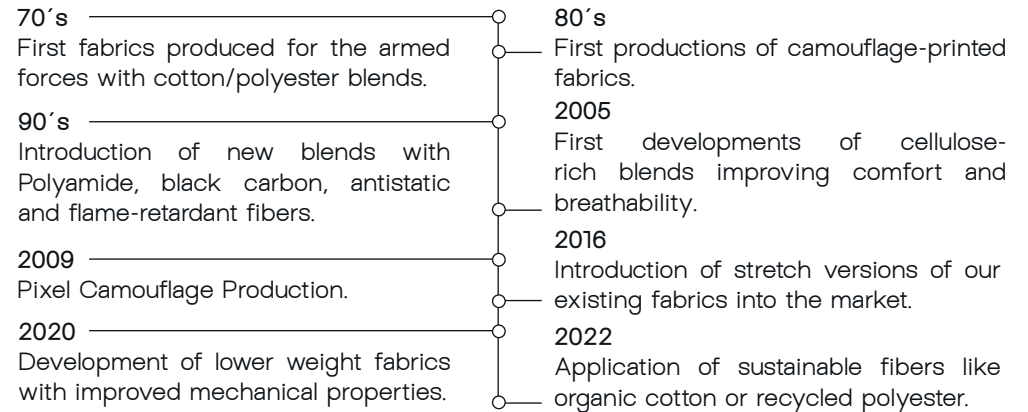 70´s
First fabrics produced for the armed
forces with cotton/polyester blends.
80´s
First productions of camouflage-printed
fabrics.
90´s
Introduction of new blends with
Polyamide, black carbon, antistatic
and flame-retardant fibers.
2005
First developments of cellulose-
rich blends improving comfort and
breathability.
2009
Pixel Camouflage Production.
2016
Introduction of stretch versions of our
existing fabrics into the market.
2020
Development of lower weight fabrics
with improved mechanical properties.
2022
Application of sustainable fibers like
organic cotton or recycled polyester.